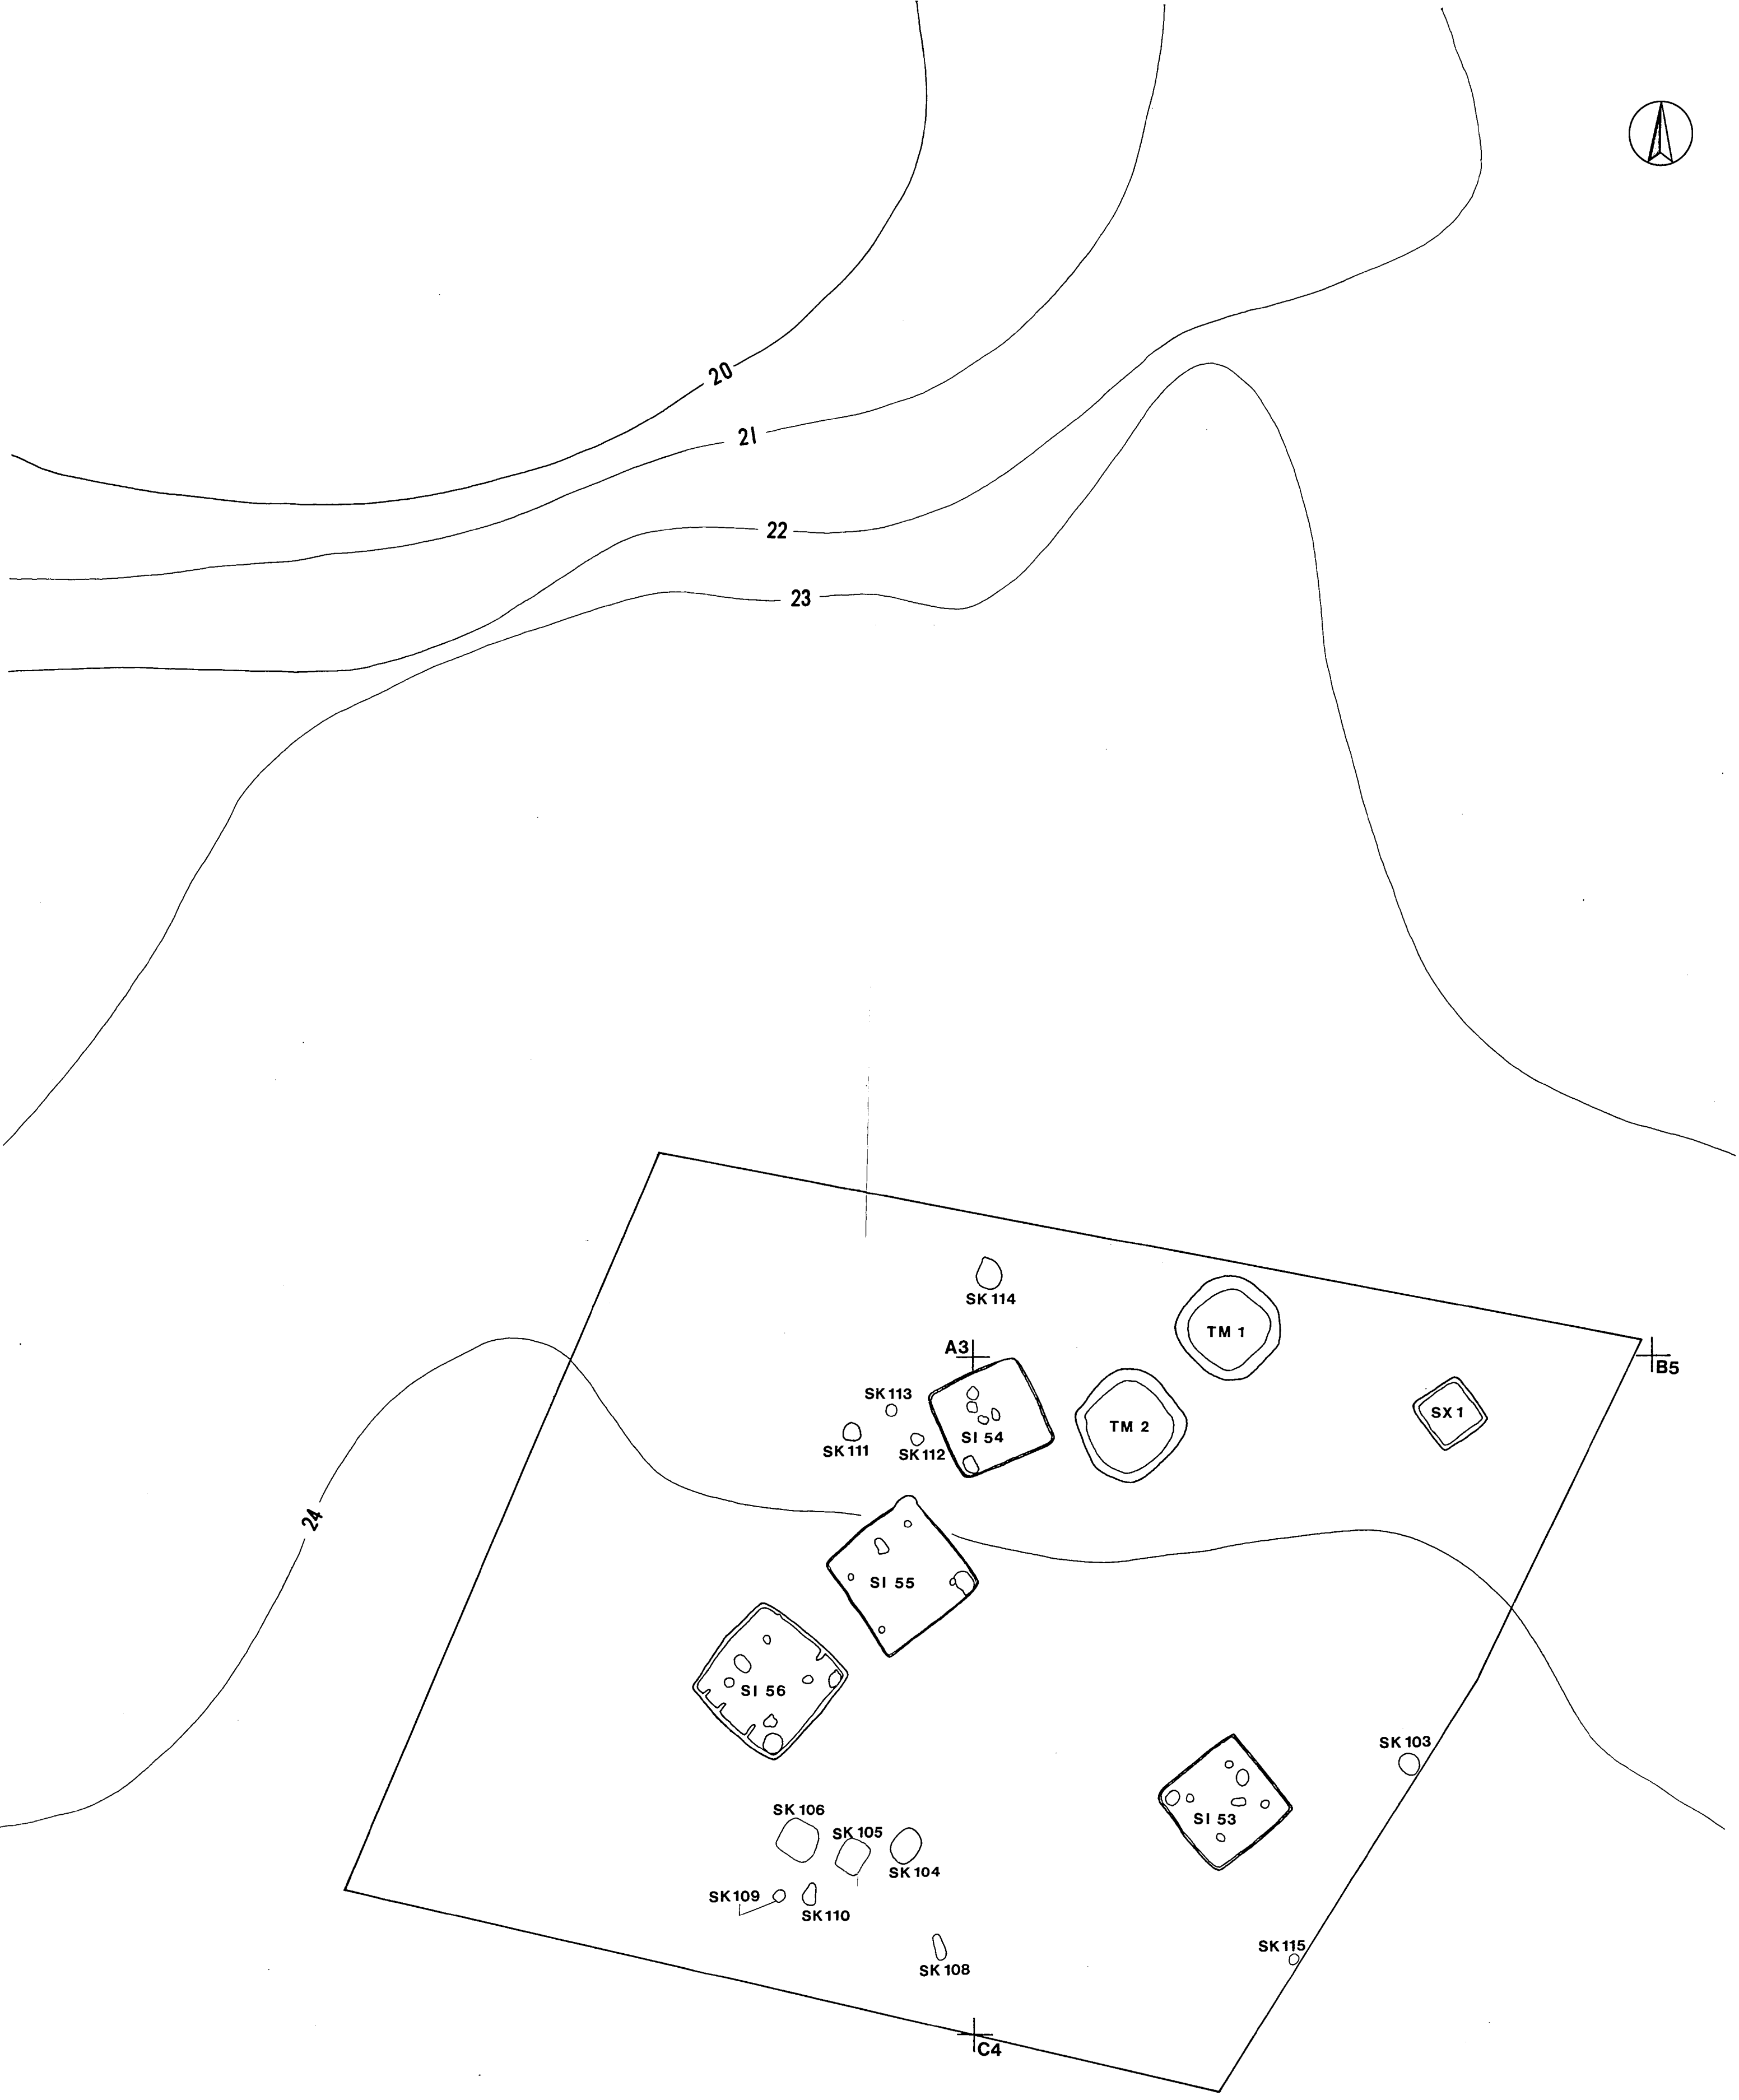 20
21
22
23
SK 114
TM 1
A3
B5
SK 113
SX 1
TM 2
SI 54
SK 111
SK 112
24
SI 55
SI 56
SK 103
SK 106
SI 53
SK 105
SK 104
SK 109
SK 110
SK 115
SK 108
C4